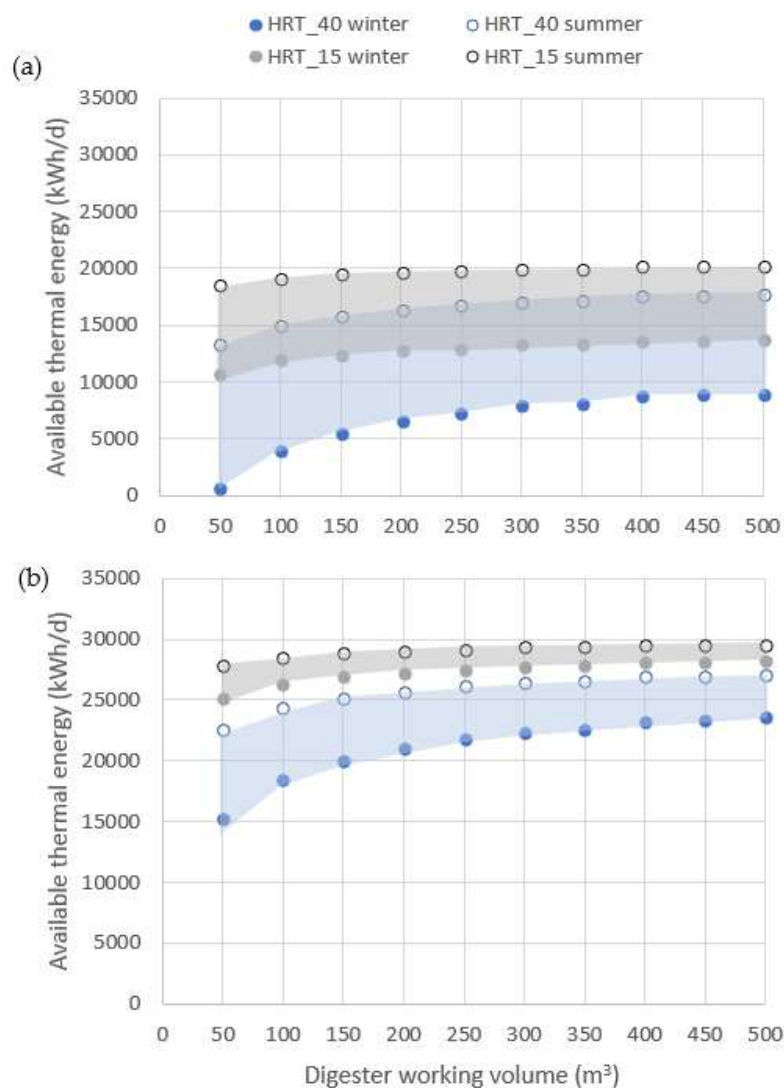 HRT_40 winter HRT_40 summer
HRT_15 winter HRT_15 summer
(a)
35000
30000
25000
20000
15000
10000
5000
0
Available thermal energy (kWh/d)
0 50 100 150 200 250 300 350 400 450 500
(b)
35000
30000
25000
20000
15000
10000
5000
0
Available thermal energy (kWh/d)
0 50 100 150 200 250 300 350 400 450 500
Digester working volume (m³)